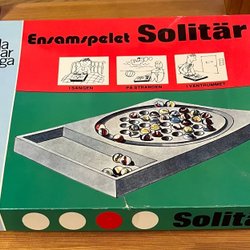 Ensamspelet Solitär
I SÄNGEN
PÅ STRANDEN
I VÄNTRUMMET
Solitär